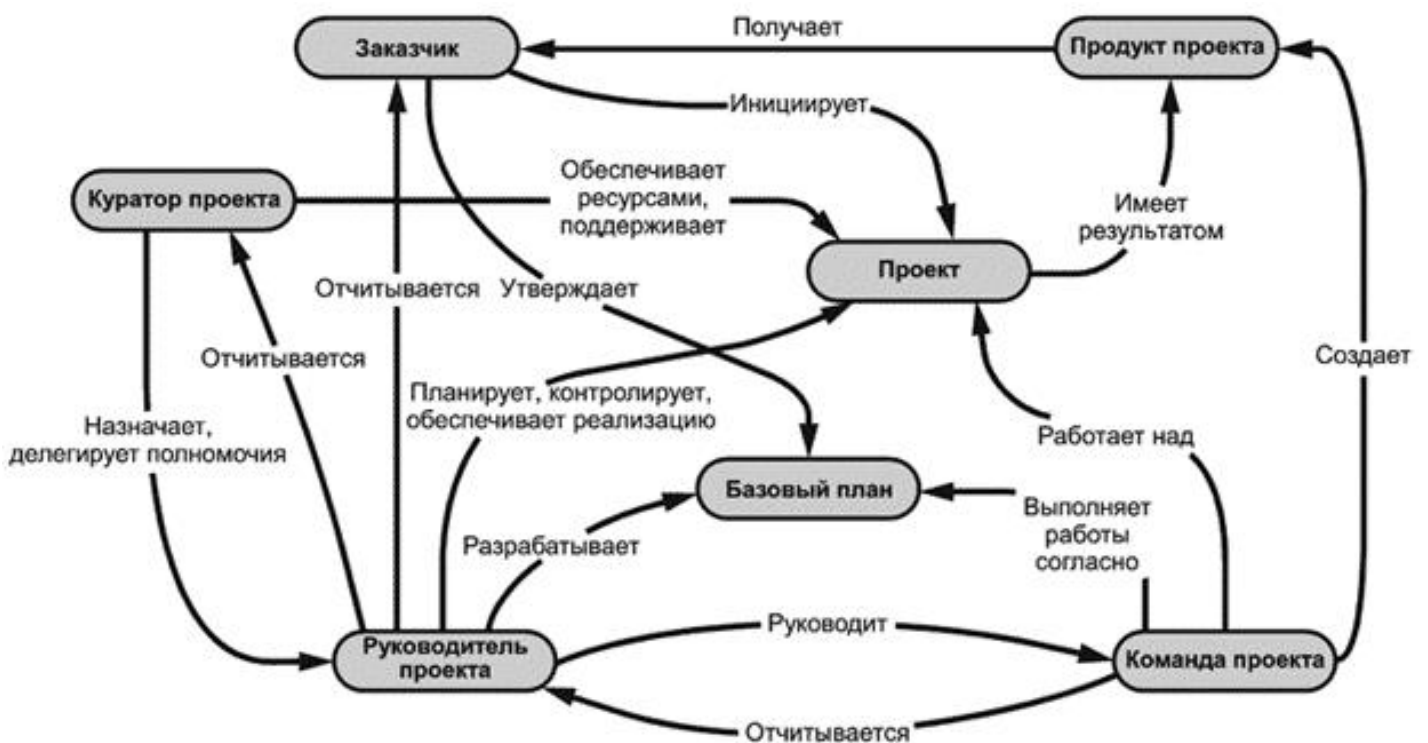 Получает
Заказчик
Продукт проекта
Инициирует
Обеспечивает
ресурсами,
поддерживает
Куратор проекта
Имеет
результатом
Проект
Отчитывается
Утверждает
Отчитывается
Создает
Планирует, контролирует,
обеспечивает реализацию
Назначает,
делегирует полномочия
Работает над
Базовый план
Выполняет
работы
согласно
Разрабатывает
Руководит
Руководитель
проекта
Команда проекта
Отчитывается